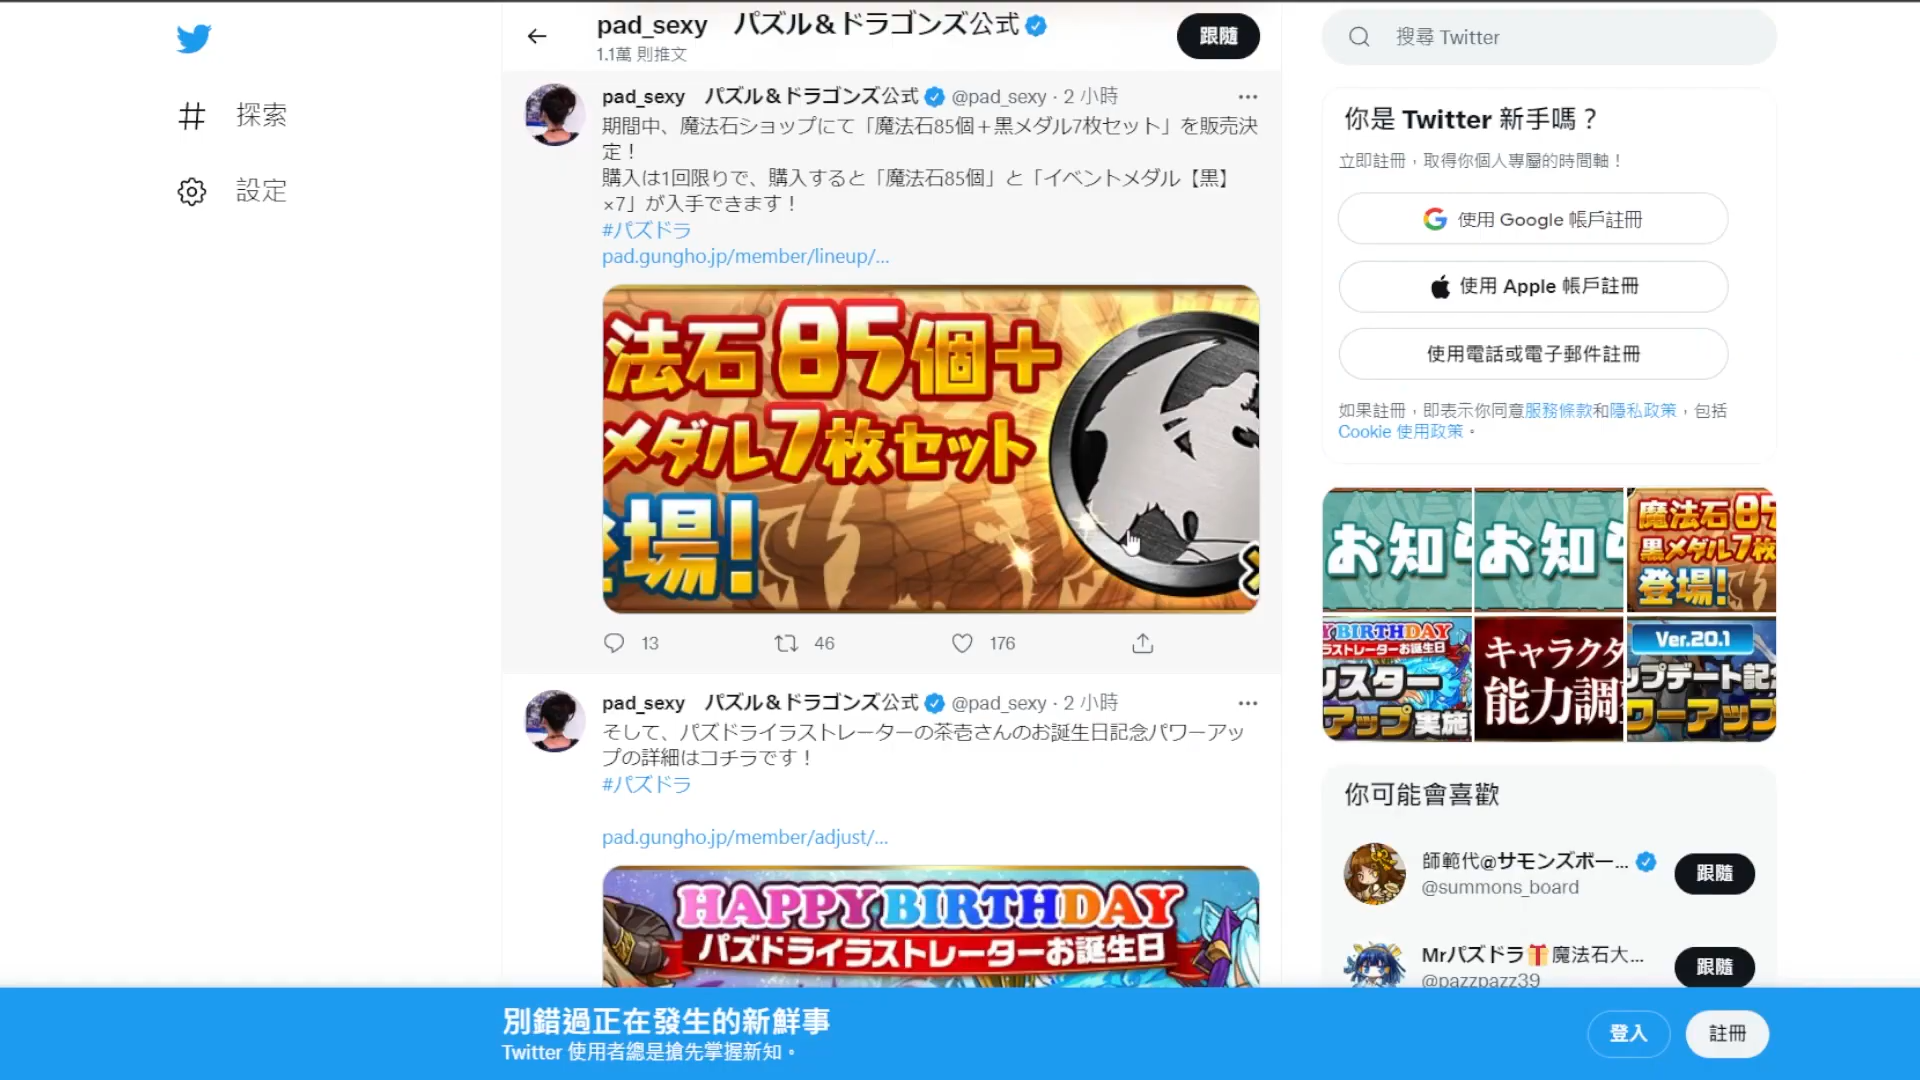 探索
設定
pad_sexy パズル＆ドラゴンズ公式
1.1萬 則推文
跟隨
pad_sexy パズル＆ドラゴンズ公式 @pad_sexy · 2 小時
期間中、魔法石ショップにて「魔法石85個＋黒メダル7枚セット」を販売決
定！
購入は1回限りで、購入すると「魔法石85個」と「イベントメダル【黒】
×7」が入手できます！
#パズドラ
pad.gungho.jp/member/lineup/...
法石85個＋
メダル7枚セット
登場!
13
46
176
pad_sexy パズル＆ドラゴンズ公式 @pad_sexy · 2 小時
そして、パズドライラストレーターの茶壱さんのお誕生日記念パワーアッ
プの詳細はコチラです！
#パズドラ
pad.gungho.jp/member/adjust/...
HAPPY BIRTHDAY
パズドライラストレーターお誕生日
搜尋 Twitter
你是 Twitter 新手嗎？
立即註冊，取得你個人專屬的時間軸！
使用 Google 帳戶註冊
使用 Apple 帳戶註冊
使用電話或電子郵件註冊
如果註冊，即表示你同意服務條款和隱私政策，包括
Cookie 使用政策。
お知ら
お知ら
魔法石85
黒メダル7枚
登場!
Y BIRTHDAY
ラストレーターお誕生日
ンスター
アップ実施
キャラクタ
能力調
Ver.20.1
ップデート記
ワーアップ
你可能會喜歡
師範代@サモンズボー...
@summons_board
跟隨
Mrパズドラ🎁魔法石大...
@pazzpazz39
跟隨
別錯過正在發生的新鮮事
Twitter 使用者總是搶先掌握新知。
登入
註冊